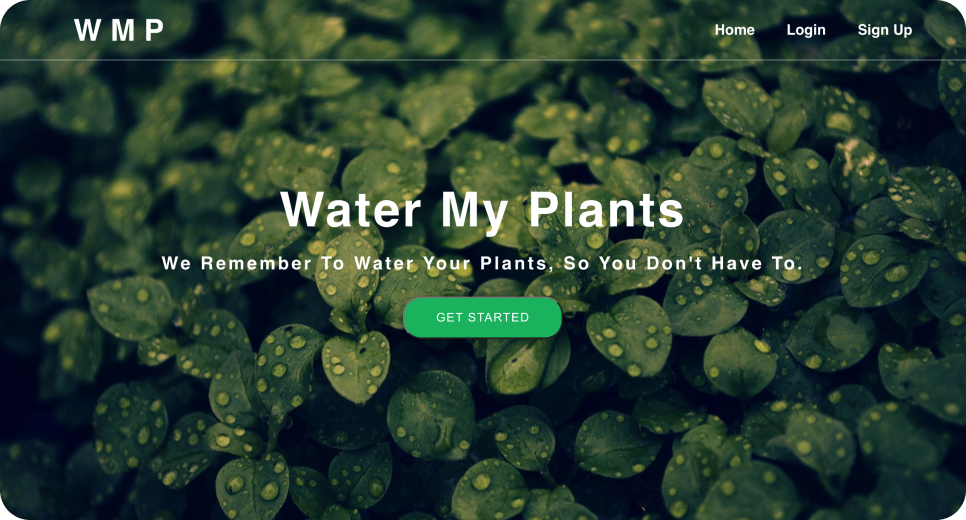 WMP
Home Login Sign Up
Water My Plants
We Remember To Water Your Plants, So You Don't Have To.
GET STARTED